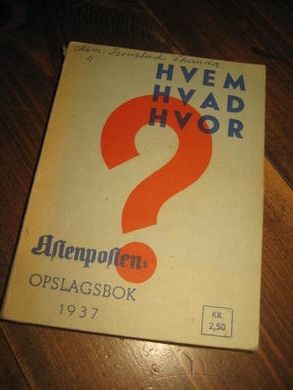 HVEM
HVAD
HVOR
?
Aftenpostens
OPSLAGSBOK
1937
KR.
2,50